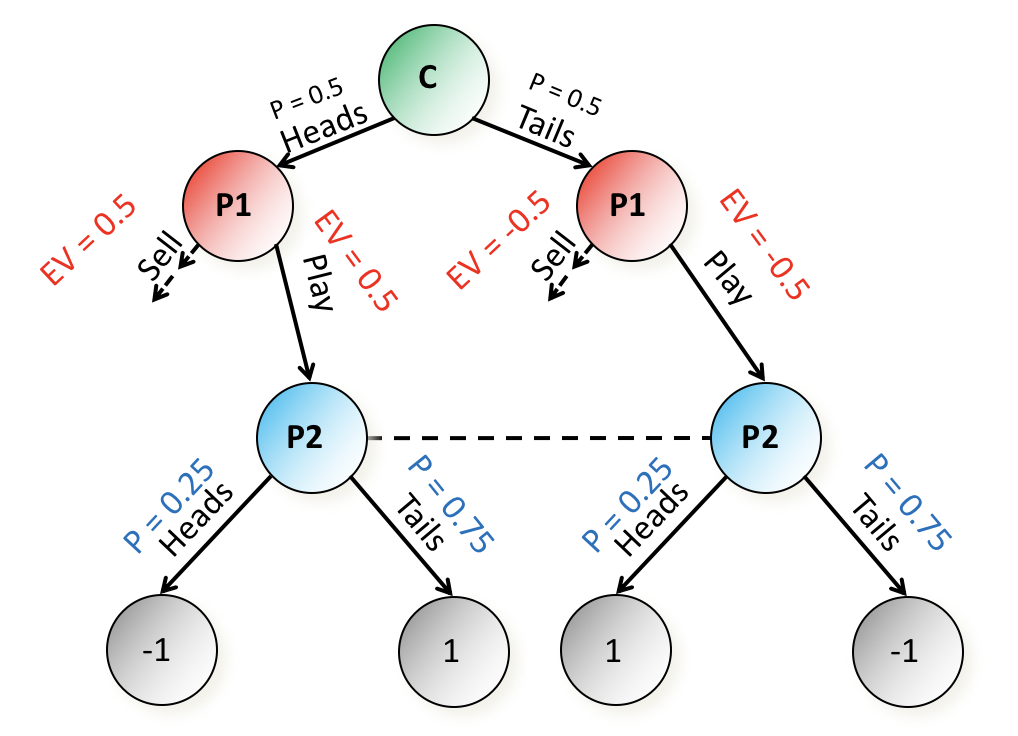 C
P = 0.5
Heads
P = 0.5
Tails
P1
P1
EV = 0.5
Sell
EV = 0.5
Play
EV = -0.5
Sell
EV = -0.5
Play
P2
P2
P = 0.25
Heads
P = 0.75
Tails
P = 0.25
Heads
P = 0.75
Tails
-1
1
1
-1